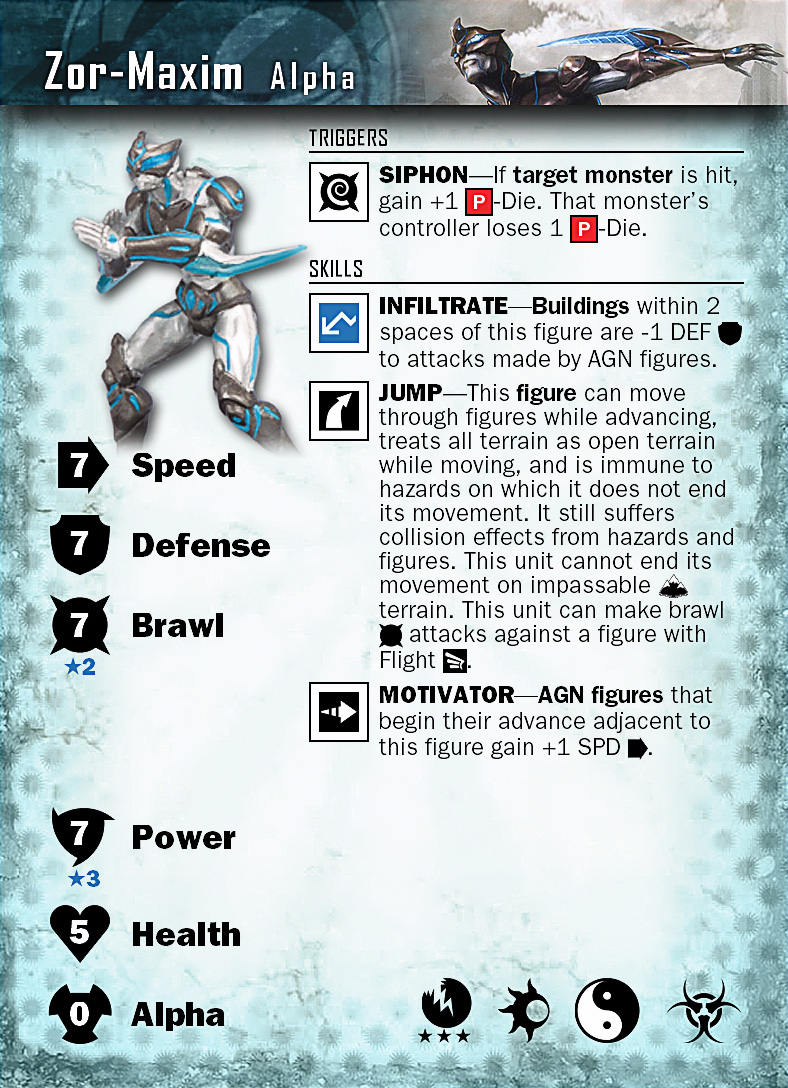 Zor-Maxim Alpha
TRIGGERS
SIPHON—If target monster is hit,
gain +1 P-Die. That monster's
controller loses 1 P-Die.
SKILLS
INFILTRATE—Buildings within 2
spaces of this figure are -1 DEF
to attacks made by AGN figures.
JUMP—This figure can move
through figures while advancing,
treats all terrain as open terrain
while moving, and is immune to
hazards on which it does not end
its movement. It still suffers
collision effects from hazards and
figures. This unit cannot end its
movement on impassable
terrain. This unit can make brawl
attacks against a figure with
Flight .
MOTIVATOR—AGN figures that
begin their advance adjacent to
this figure gain +1 SPD .
7 Speed
7 Defense
7 Brawl
★2
7 Power
★3
5 Health
0 Alpha
★★★